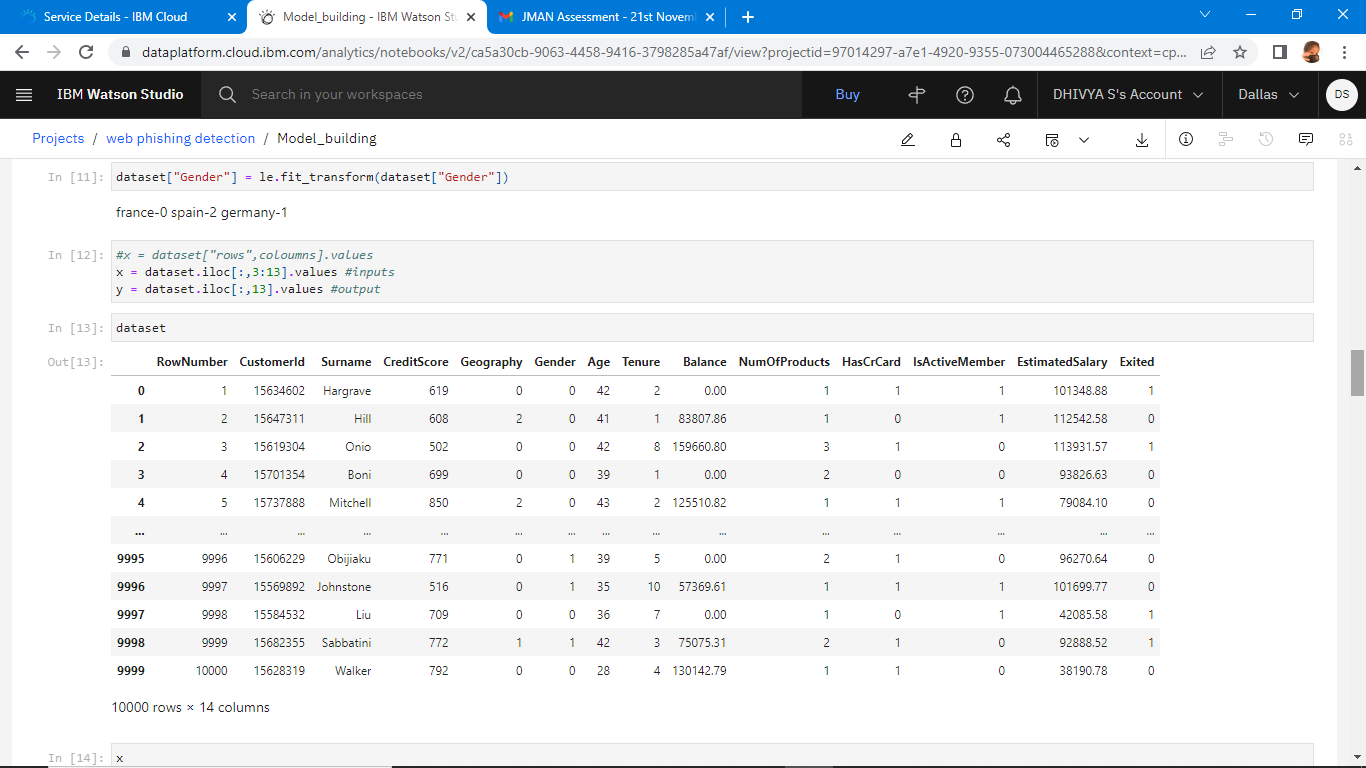 Service Details - IBM Cloud
Model_building - IBM Watson Stu
JMAN Assessment - 21st Novem
dataplatform.cloud.ibm.com/analytics/notebooks/v2/ca5a30cb-9063-4458-9416-3798285a47af/view?projectid=97014297-a7e1-4920-9355-073004465288&context=cp...
IBM Watson Studio
Search in your workspaces
Buy
DHIVYA S's Account
Dallas
DS
Projects / web phishing detection / Model_building
In [11]: dataset["Gender"] = le.fit_transform(dataset["Gender"])
france-0 spain-2 germany-1
In [12]: #x = dataset["rows",coloumns].values
x = dataset.iloc[:,3:13].values #inputs
y = dataset.iloc[:,13].values #output
In [13]: dataset
Out[13]: RowNumber CustomerId Surname CreditScore Geography Gender Age Tenure Balance NumOfProducts HasCrCard IsActiveMember EstimatedSalary Exited
0 1 15634602 Hargrave 619 0 0 42 2 0.00 1 1 1 101348.88 1
1 2 15647311 Hill 608 2 0 41 1 83807.86 1 0 1 112542.58 0
2 3 15619304 Onio 502 0 0 42 8 159660.80 3 1 0 113931.57 1
3 4 15701354 Boni 699 0 0 39 1 0.00 2 0 0 93826.63 0
4 5 15737888 Mitchell 850 2 0 43 2 125510.82 1 1 1 79084.10 0
... ... ... ... ... ... ... ... ... ... ... ... ... ... ...
9995 9996 15606229 Obijiaku 771 0 1 39 5 0.00 2 1 0 96270.64 0
9996 9997 15569892 Johnstone 516 0 1 35 10 57369.61 1 1 1 101699.77 0
9997 9998 15584532 Liu 709 0 0 36 7 0.00 1 0 1 42085.58 1
9998 9999 15682355 Sabbatini 772 1 1 42 3 75075.31 2 1 0 92888.52 1
9999 10000 15628319 Walker 792 0 0 28 4 130142.79 1 1 0 38190.78 0
10000 rows × 14 columns
In [14]: x